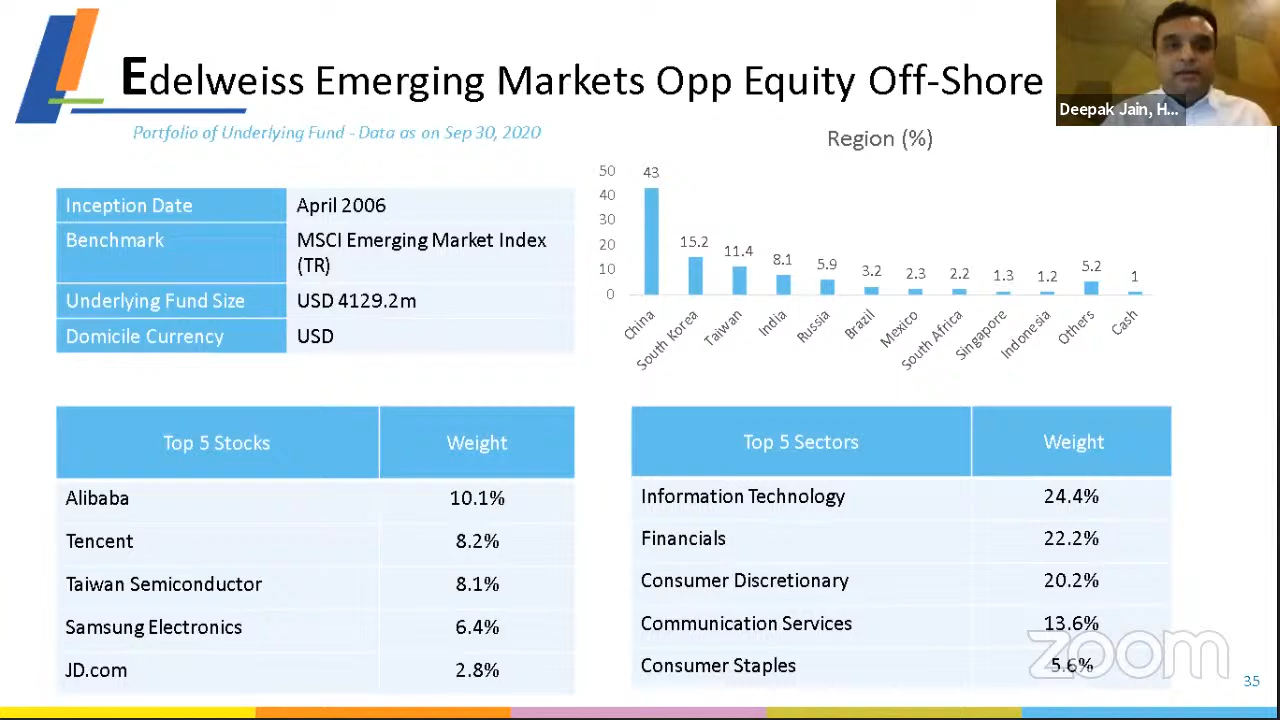 Edelweiss Emerging Markets Opp Equity Off-Shore
Deepak Jain, H...
Portfolio of Underlying Fund - Data as on Sep 30, 2020
Region (%)
Inception Date April 2006
Benchmark MSCI Emerging Market Index
(TR)
Underlying Fund Size USD 4129.2m
Domicile Currency USD
50
40
30
20
10
0
43 15.2 11.4 8.1 5.9 3.2 2.3 2.2 1.3 1.2 5.2 1
China South Korea Taiwan India Russia Brazil Mexico South Africa Singapore Indonesia Others Cash
Top 5 Stocks Weight
Alibaba 10.1%
Tencent 8.2%
Taiwan Semiconductor 8.1%
Samsung Electronics 6.4%
JD.com 2.8%
Top 5 Sectors Weight
Information Technology 24.4%
Financials 22.2%
Consumer Discretionary 20.2%
Communication Services 13.6%
Consumer Staples 5.6%
zoom
35